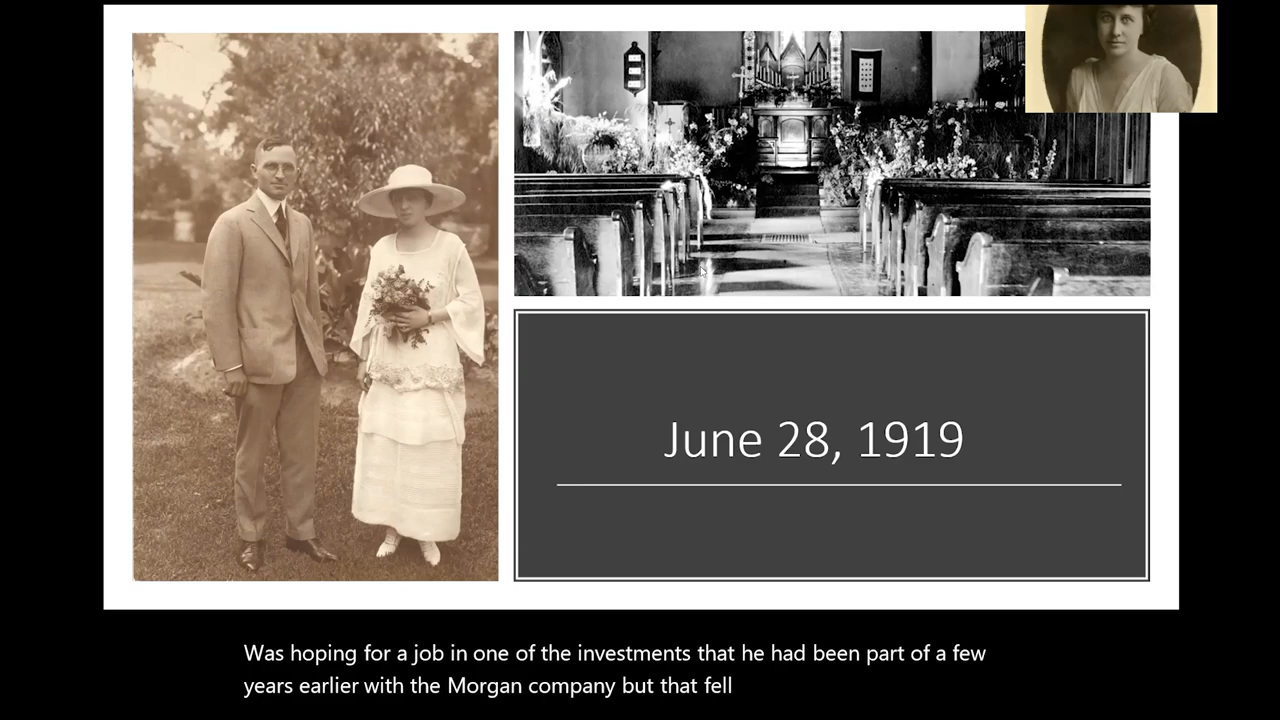 June 28, 1919
Was hoping for a job in one of the investments that he had been part of a few
years earlier with the Morgan company but that fell